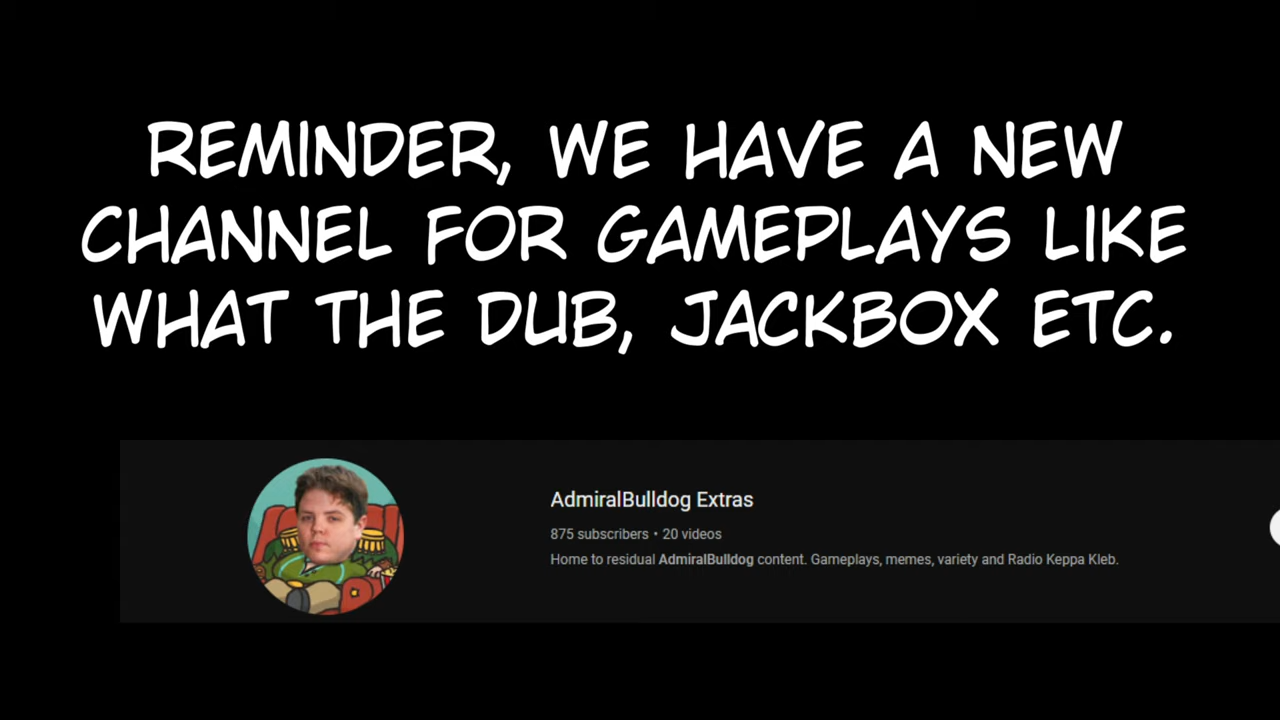 REMINDER, WE HAVE A NEW
CHANNEL FOR GAMEPLAYS LIKE
WHAT THE DUB, JACKBOX ETC.
AdmiralBulldog Extras
875 subscribers • 20 videos
Home to residual AdmiralBulldog content. Gameplays, memes, variety and Radio Keppa Kleb.